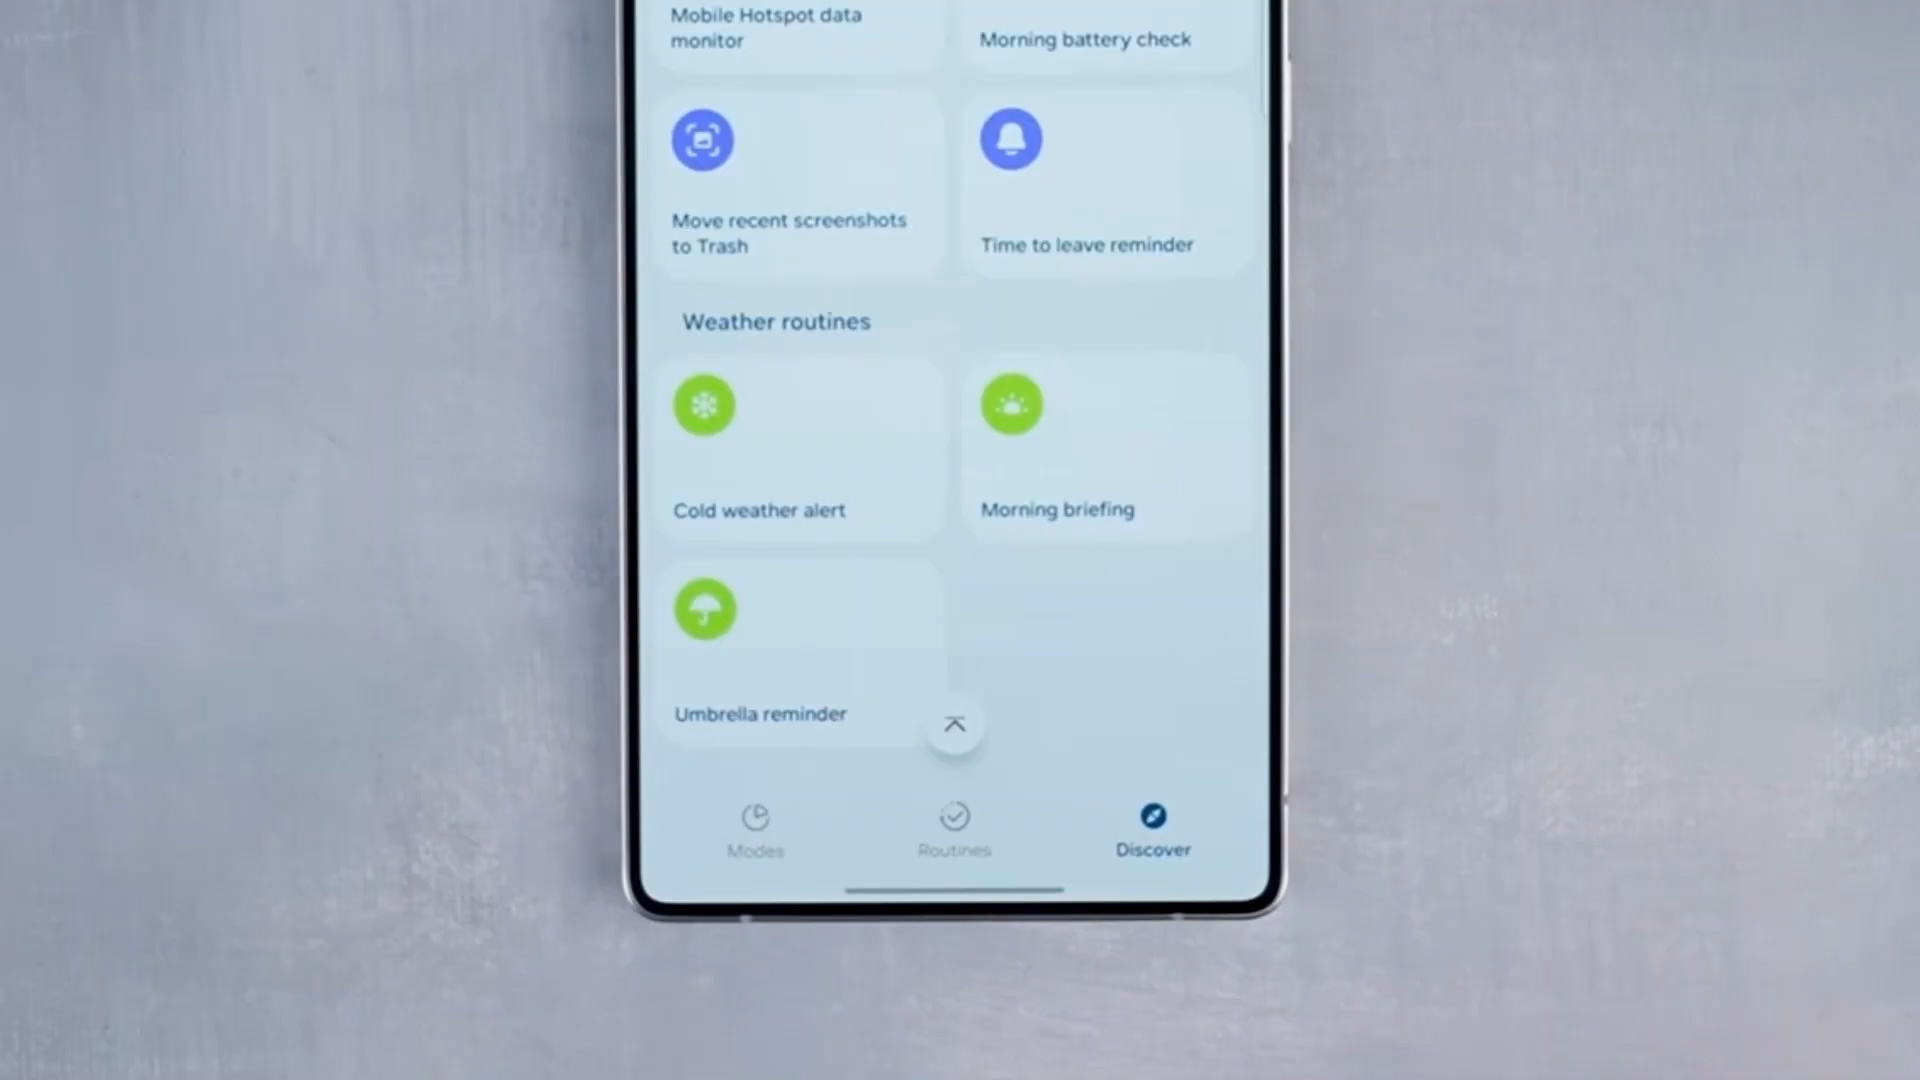 Mobile Hotspot data
monitor
Morning battery check
Move recent screenshots
to Trash
Time to leave reminder
Weather routines
Cold weather alert
Morning briefing
Umbrella reminder
Modes
Routines
Discover